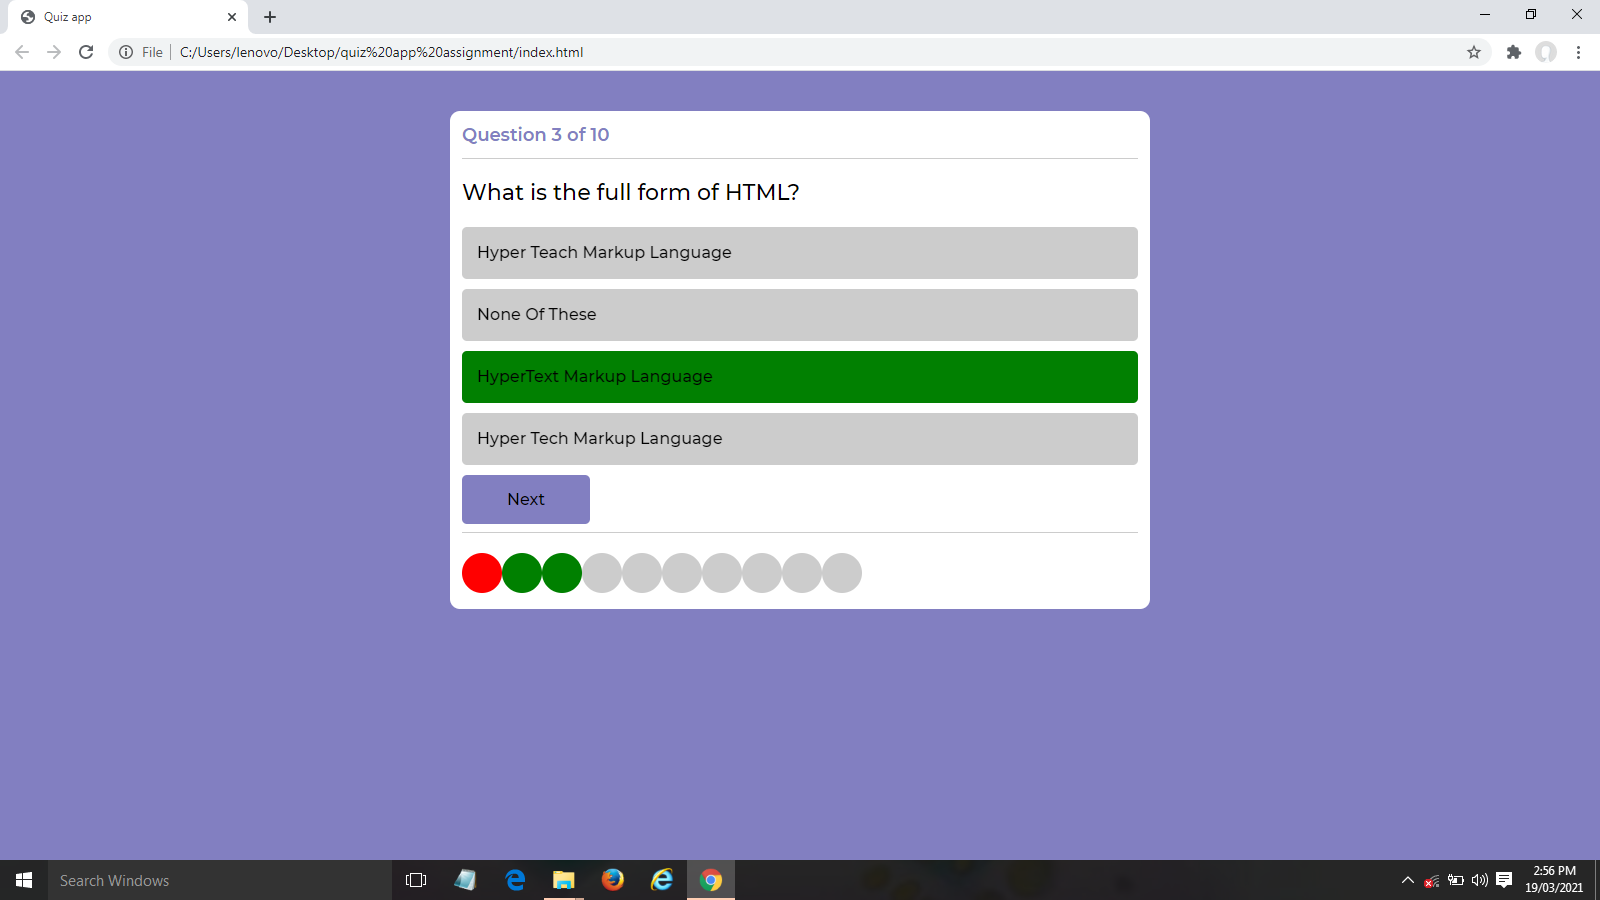 Quiz app
File
C:/Users/lenovo/Desktop/quiz%20app%20assignment/index.html
Question 3 of 10
What is the full form of HTML?
Hyper Teach Markup Language
None Of These
HyperText Markup Language
Hyper Tech Markup Language
Next
Search Windows
2:56 PM
19/03/2021